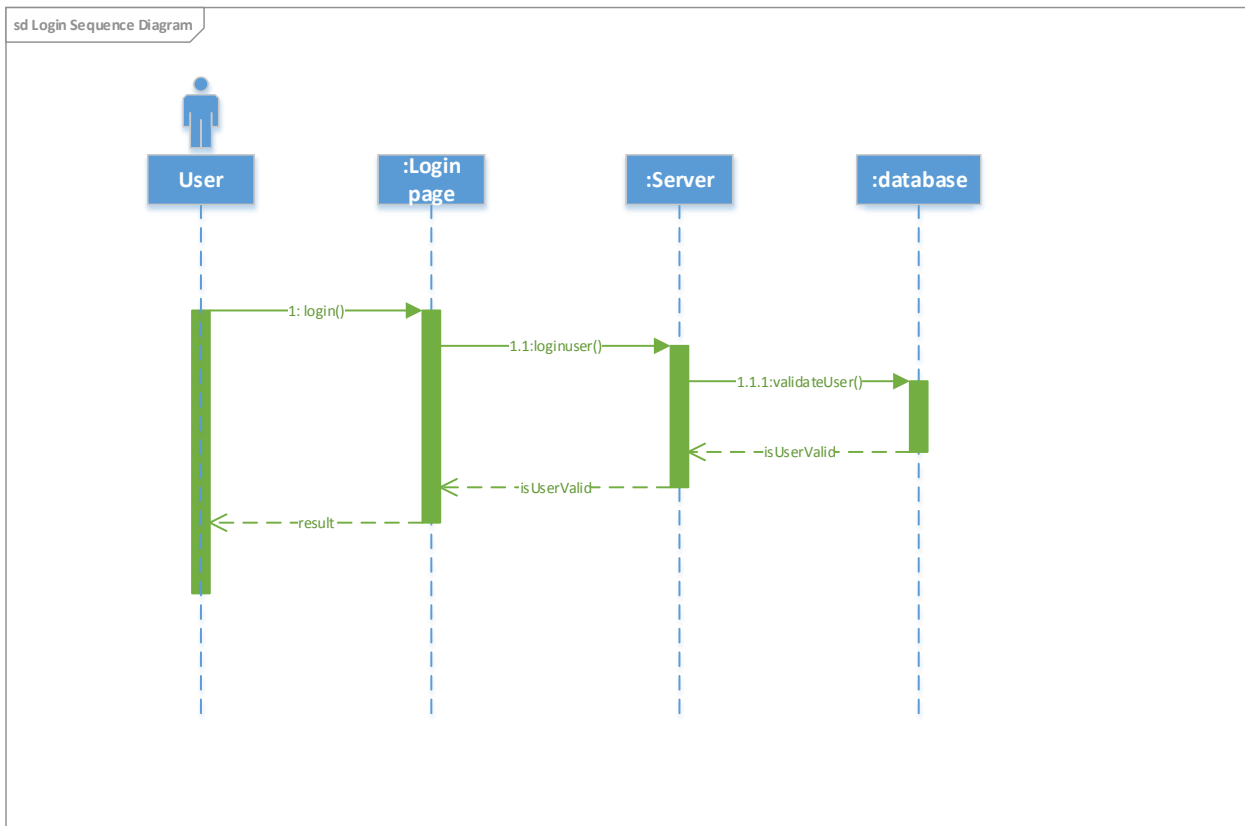 sd Login Sequence Diagram
User
:Login
page
:Server
:database
1: login()
1.1:loginuser()
1.1.1:validateUser()
isUserValid
isUserValid
result